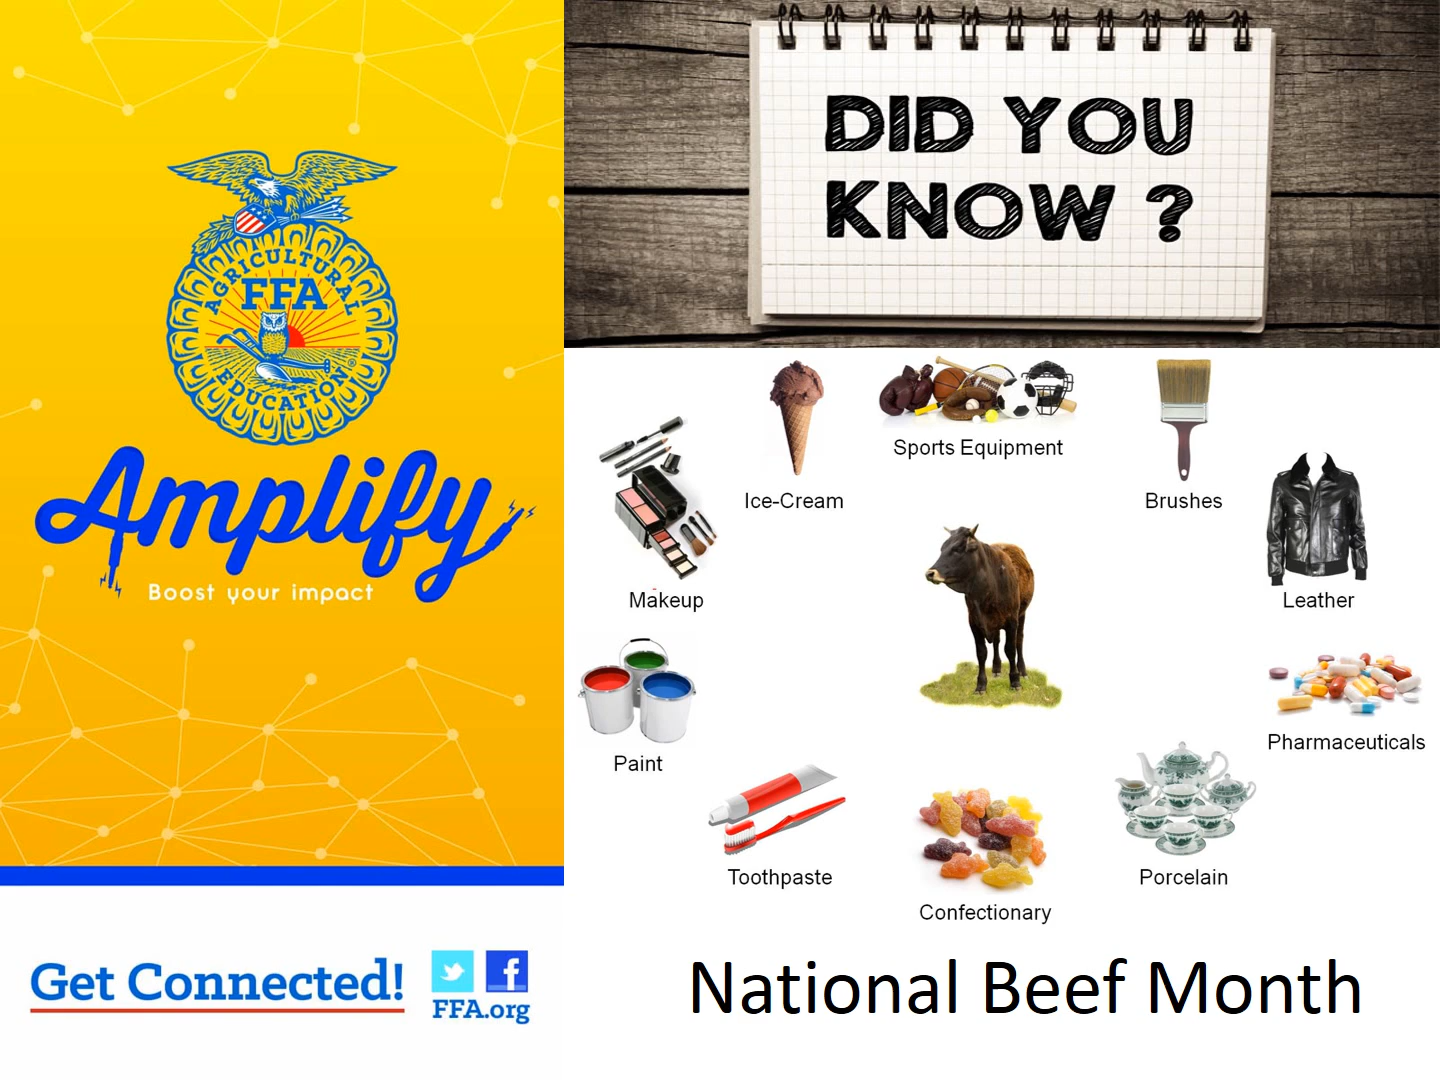 AGRICULTURAL
FFA
EDUCATION
®
Amplify
Boost your impact
Get Connected!
f
FFA.org
DID YOU
KNOW ?
Ice-Cream
Sports Equipment
Brushes
Makeup
Leather
Paint
Pharmaceuticals
Toothpaste
Confectionary
Porcelain
National Beef Month